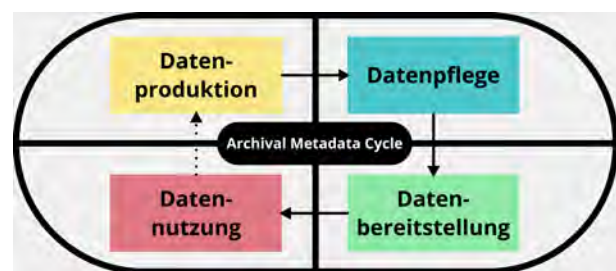 Daten-
produktion
Datenpflege
Archival Metadata Cycle
Daten-
nutzung
Daten-
bereitstellung